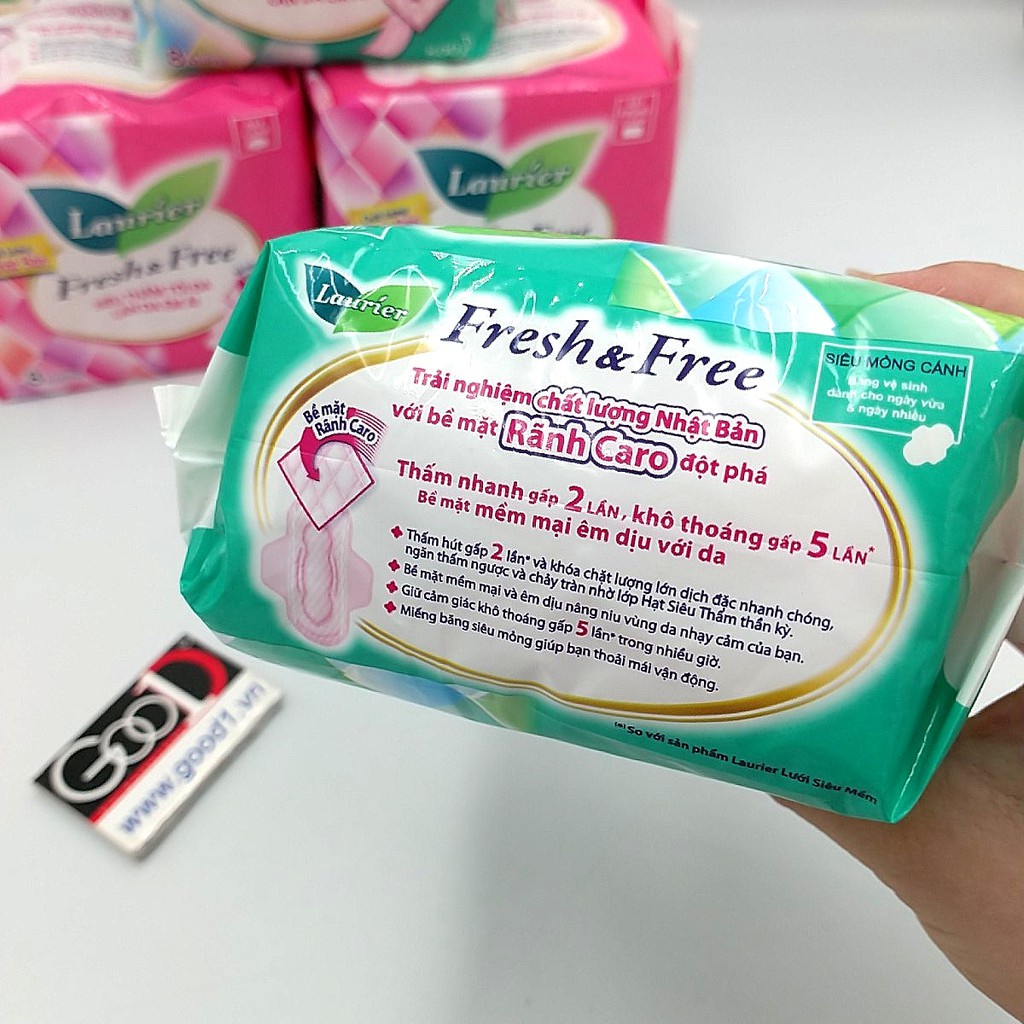 Laurier
Fresh & Free
Laurier
Laurier
Fresh & Free
SIÊU MỎNG CÁNH
Băng vệ sinh
dành cho ngày vừa
& ngày nhiều
Trải nghiệm chất lượng Nhật Bản
với bề mặt Rãnh Caro đột phá
Bề mặt
Rãnh Caro
Thấm nhanh gấp 2 LẦN, khô thoáng gấp 5 LẦN*
Bề mặt mềm mại êm dịu với da
Thấm hút gấp 2 lần* và khóa chặt lượng lớn dịch đặc nhanh chóng,
ngăn thấm ngược và chảy tràn nhờ lớp Hạt Siêu Thấm thần kỳ.
Bề mặt mềm mại và êm dịu nâng niu vùng da nhạy cảm của bạn.
Giữ cảm giác khô thoáng gấp 5 lần* trong nhiều giờ.
Miếng băng siêu mỏng giúp bạn thoải mái vận động.
(*)So với sản phẩm Laurier Lưới Siêu Mềm
GOOD
www.good1.vn